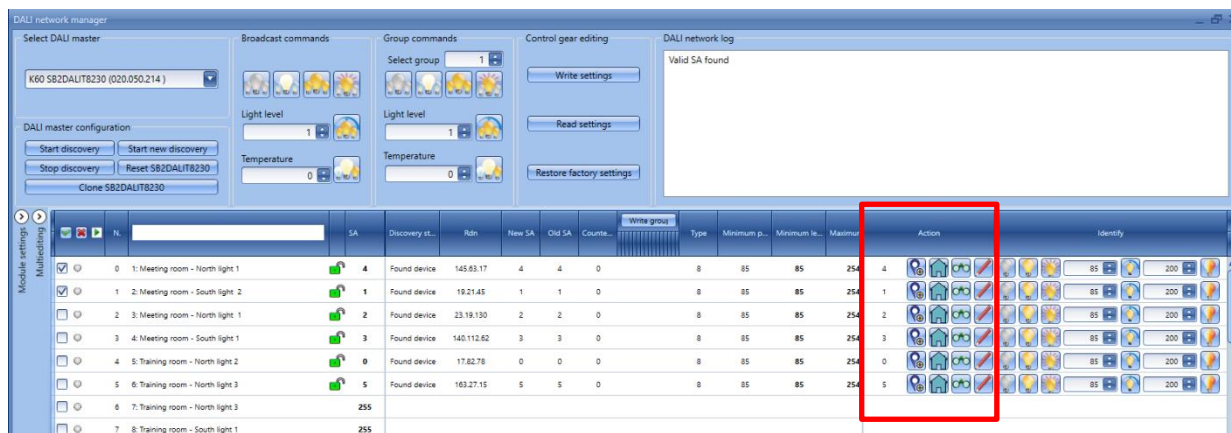 DALI network manager
Select DALI master
K60 SB2DALIT8230 (020.050.214 )
DALI master configuration
Start discovery Start new discovery
Stop discovery Reset SB2DALIT8230
Clone SB2DALIT8230
Broadcast commands
Light level
1
Temperature
0
Group commands
Select group 1
Light level
1
Temperature
0
Control gear editing
Write settings
Read settings
Restore factory settings
DALI network log
Valid SA found
Module settings
Multiediting
N. SA Discovery st... Rdn New SA Old SA Counte... Write group Type Minimum p... Minimum le... Maximum Action Identify
0 1: Meeting room - North light 1 4 Found device 145.63.17 4 4 0 8 85 85 254 4 85 200
1 2: Meeting room - South light 2 1 Found device 19.21.45 1 1 0 8 85 85 254 1 85 200
2 3: Meeting room - North light 1 2 Found device 23.19.130 2 2 0 8 85 85 254 2 85 200
3 4: Meeting room - South light 1 3 Found device 140.112.62 3 3 0 8 85 85 254 3 85 200
4 5: Training room - North light 2 0 Found device 17.82.78 0 0 0 8 85 85 254 0 85 200
5 6: Training room - North light 3 5 Found device 163.27.15 5 5 0 8 85 85 254 5 85 200
6 7: Training room - North light 3 255
7 8: Training room - South light 1 255